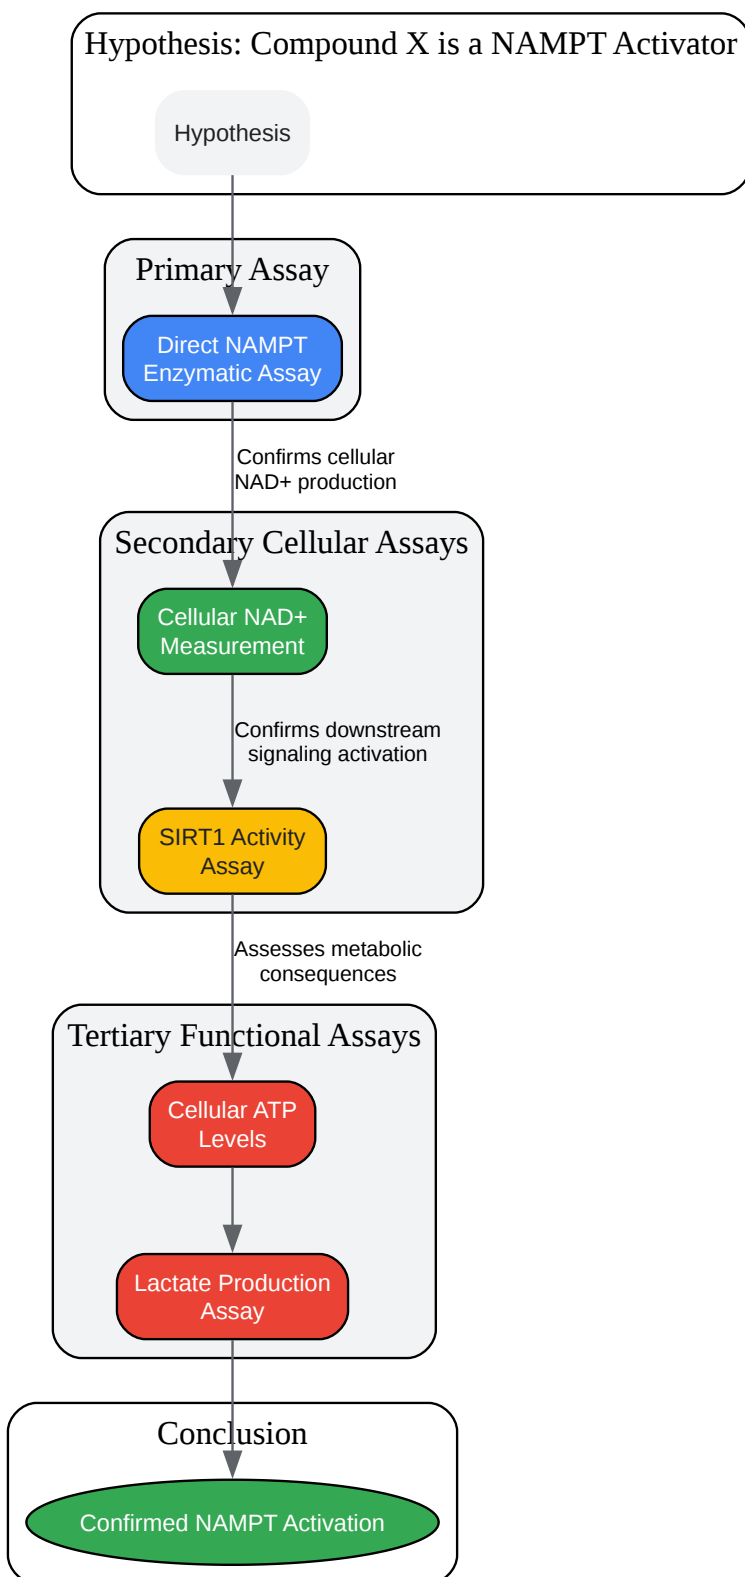 Hypothesis: Compound X is a NAMPT Activator
Hypothesis
Primary Assay
Direct NAMPT
Enzymatic Assay
Confirms cellular
NAD+ production
Secondary Cellular Assays
Cellular NAD+
Measurement
Confirms downstream
signaling activation
SIRT1 Activity
Assay
Assesses metabolic
consequences
Tertiary Functional Assays
Cellular ATP
Levels
Lactate Production
Assay
Conclusion
Confirmed NAMPT Activation